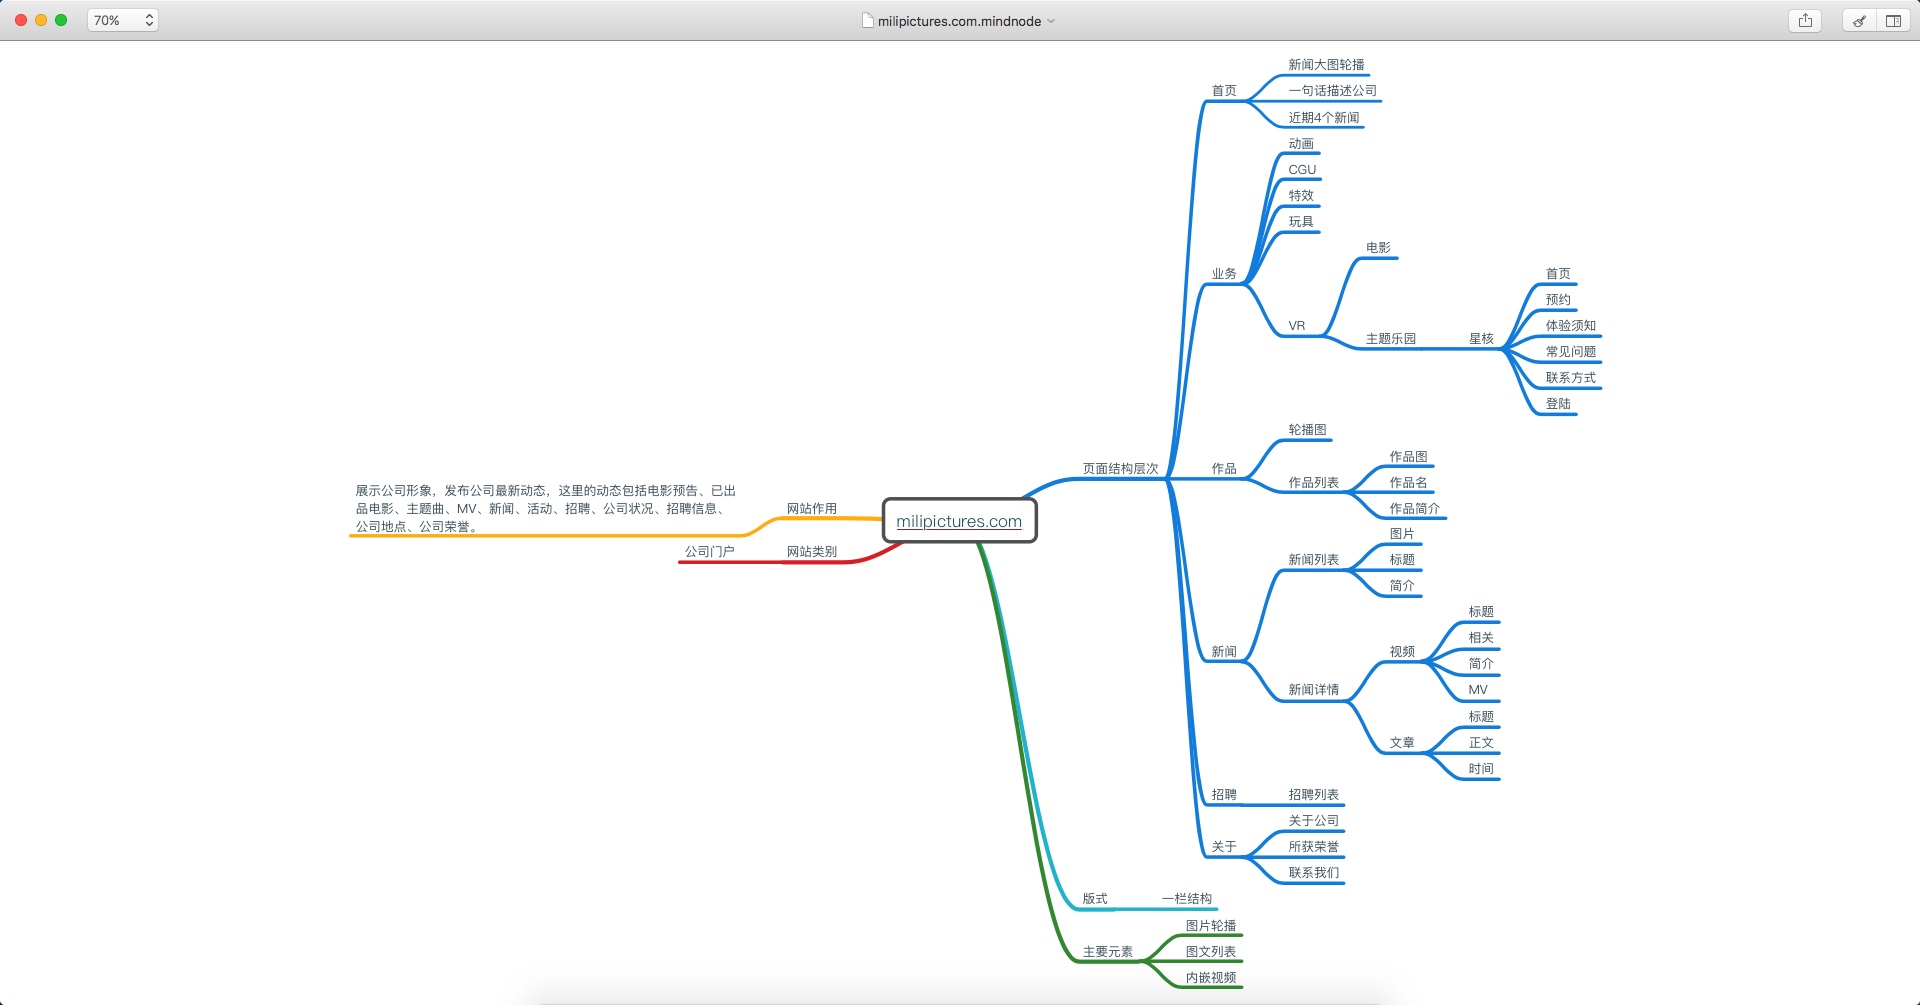 70%
milipictures.com.mindnode
新闻大图轮播
首页
一句话描述公司
近期4个新闻
动画
CGU
特效
玩具
业务
电影
VR
主题乐园
星核
首页
预约
体验须知
常见问题
联系方式
登陆
页面结构层次
轮播图
作品
作品列表
作品图
作品名
作品简介
新闻列表
图片
标题
简介
新闻
新闻详情
视频
标题
相关
简介
MV
文章
标题
正文
时间
招聘
招聘列表
关于
关于公司
所获荣誉
联系我们
展示公司形象，发布公司最新动态，这里的动态包括电影预告、已出
品电影、主题曲、MV、新闻、活动、招聘、公司状况、招聘信息、
公司地点、公司荣誉。
网站作用
milipictures.com
公司门户
网站类别
版式
一栏结构
主要元素
图片轮播
图文列表
内嵌视频